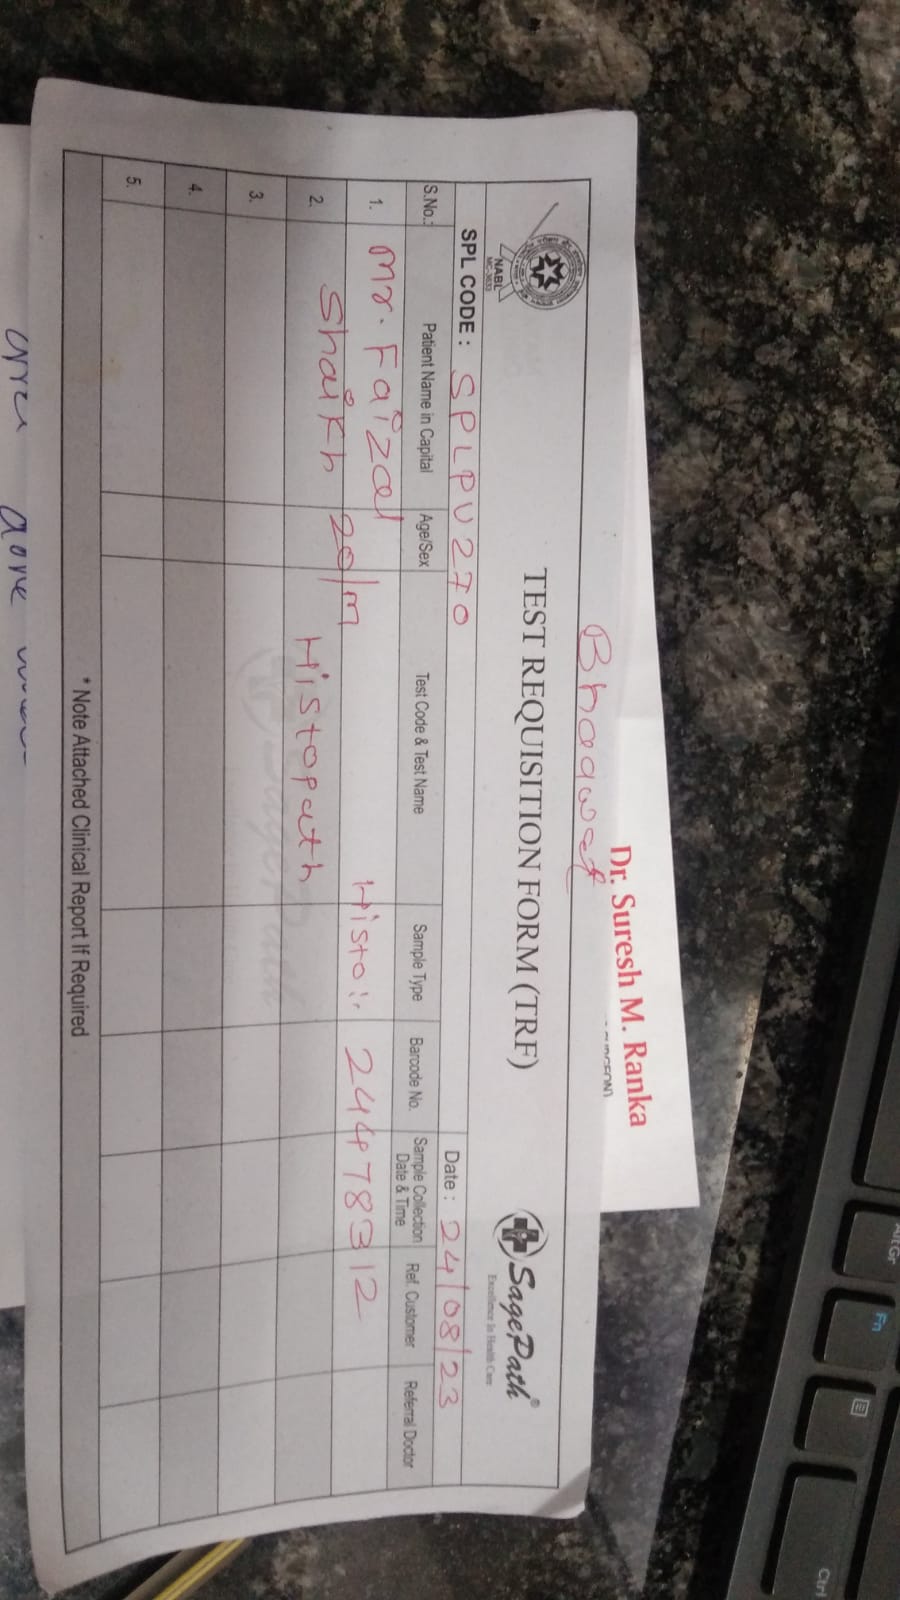 Dr. Suresh M. Ranka
Bhagwat
TEST REQUISITION FORM (TRF)
NABL
SagePath®
Excellence In Health Care
SPL CODE : SPLPU270
Date : 24/08/23
S.No.: Patient Name in Capital Age/Sex Test Code & Test Name Sample Type Barcode No. Sample Collection Date & Time Ref. Customer Referral Doctor
1. Mr. Faizal 20/M Histo :- 24478312
2. Shaikh Histopath
3.
4.
5.
* Note Attached Clinical Report If Required
done
AltGr
Fn
Ctrl